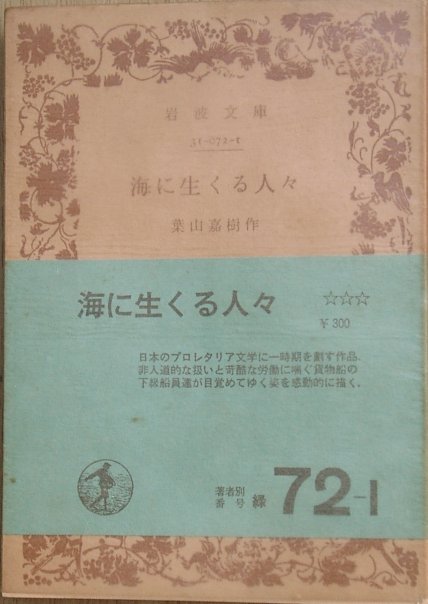 岩波文庫
31-072-1
海に生くる人々
葉山嘉樹作
海に生くる人々
☆☆☆
¥300
日本のプロレタリア文学に一時期を劃す作品、
非人道的な扱いと苛酷な労働に喘ぐ貨物船の
下級船員達が目覚めてゆく姿を感動的に描く。
著者別
番号 緑 72-1